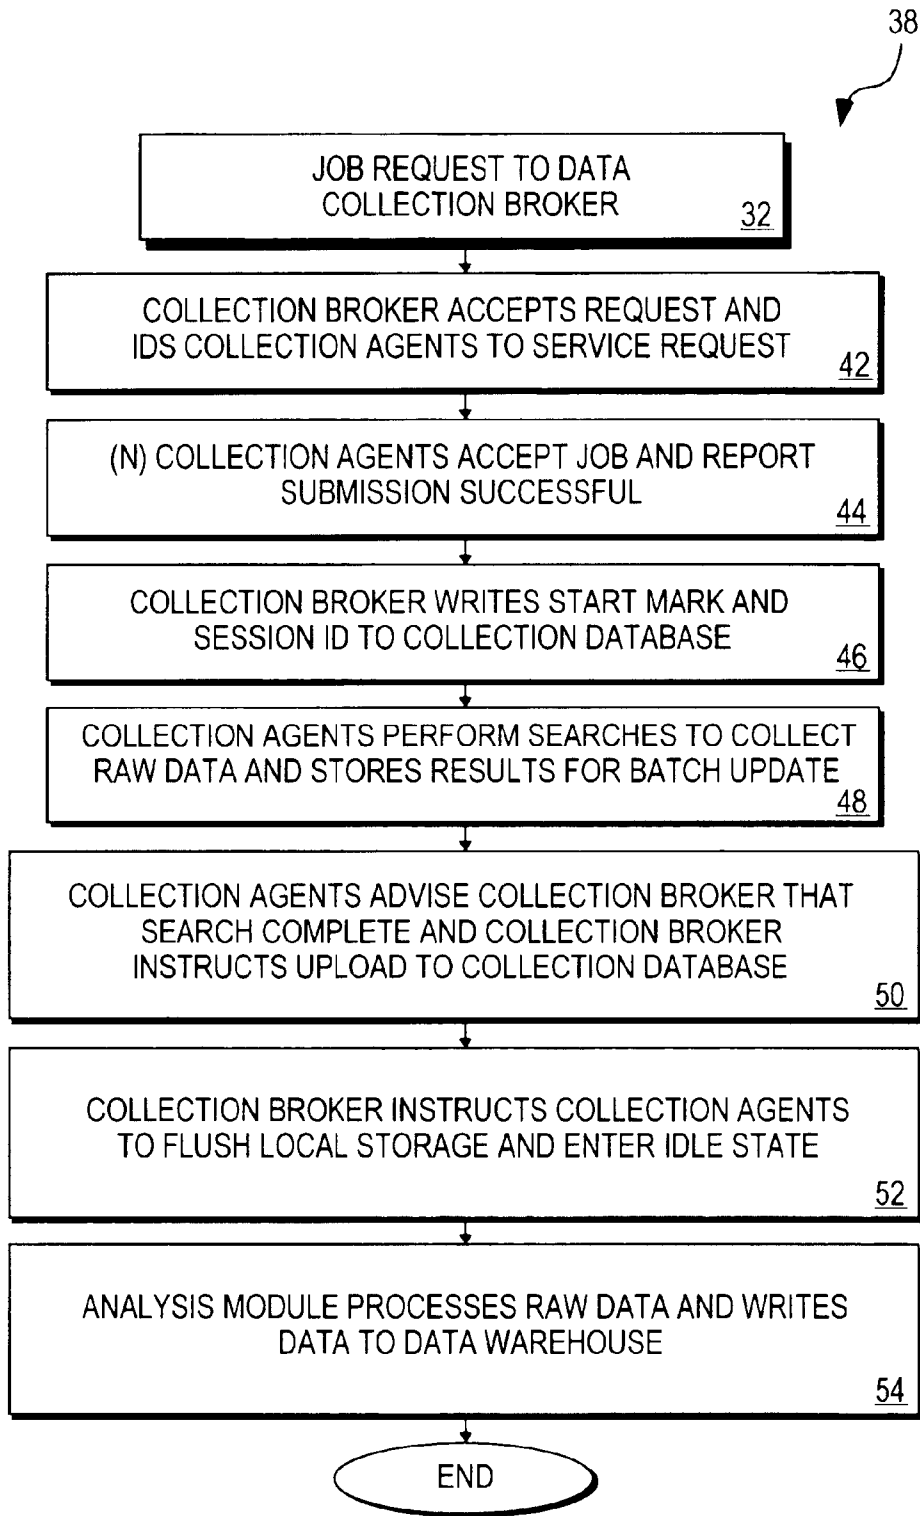 38
JOB REQUEST TO DATA
COLLECTION BROKER
32
COLLECTION BROKER ACCEPTS REQUEST AND
IDS COLLECTION AGENTS TO SERVICE REQUEST
42
(N) COLLECTION AGENTS ACCEPT JOB AND REPORT
SUBMISSION SUCCESSFUL
44
COLLECTION BROKER WRITES START MARK AND
SESSION ID TO COLLECTION DATABASE
46
COLLECTION AGENTS PERFORM SEARCHES TO COLLECT
RAW DATA AND STORES RESULTS FOR BATCH UPDATE
48
COLLECTION AGENTS ADVISE COLLECTION BROKER THAT
SEARCH COMPLETE AND COLLECTION BROKER
INSTRUCTS UPLOAD TO COLLECTION DATABASE
50
COLLECTION BROKER INSTRUCTS COLLECTION AGENTS
TO FLUSH LOCAL STORAGE AND ENTER IDLE STATE
52
ANALYSIS MODULE PROCESSES RAW DATA AND WRITES
DATA TO DATA WAREHOUSE
54
END